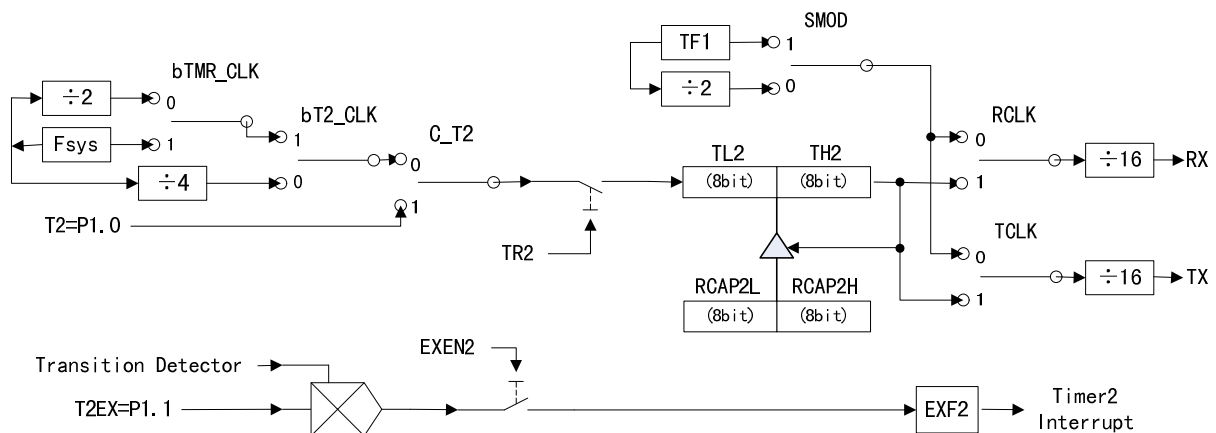 SMOD
TF1
1
bTMR_CLK
÷2
0
÷2
0
bT2_CLK
C_T2
RCLK
Fsys
1
1
0
TL2
TH2
0
÷16
RX
÷4
0
(8bit)
(8bit)
1
1
T2=P1.0
TCLK
TR2
0
RCAP2L
RCAP2H
÷16
TX
(8bit)
(8bit)
1
EXEN2
Transition Detector
T2EX=P1.1
EXF2
Timer2
Interrupt